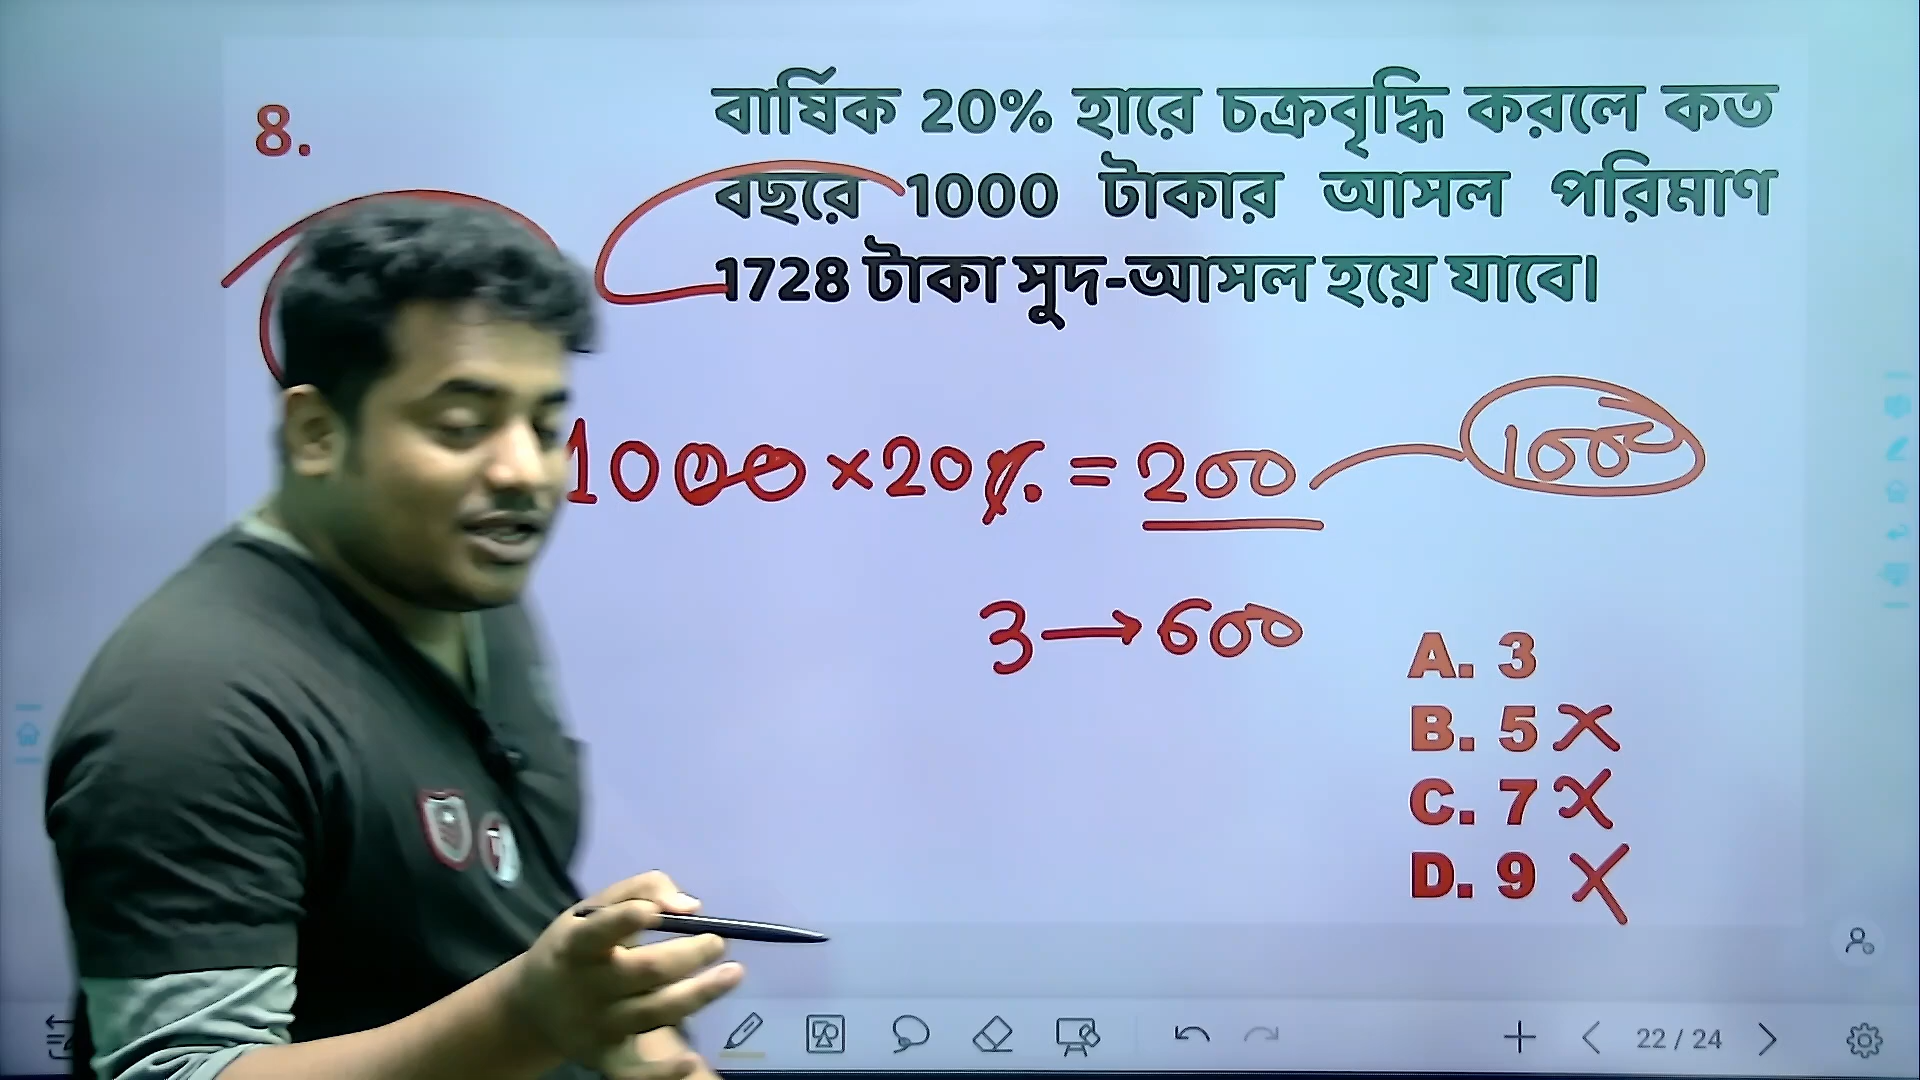 8.
বার্ষিক 20% হারে চক্রবৃদ্ধি করলে কত
বছরে 1000 টাকার আসল পরিমাণ
1728 টাকা সুদ-আসল হয়ে যাবে।
1000 × 20% = 200
1000
3 → 600
A. 3
B. 5 ×
C. 7 ×
D. 9 ×
22 / 24